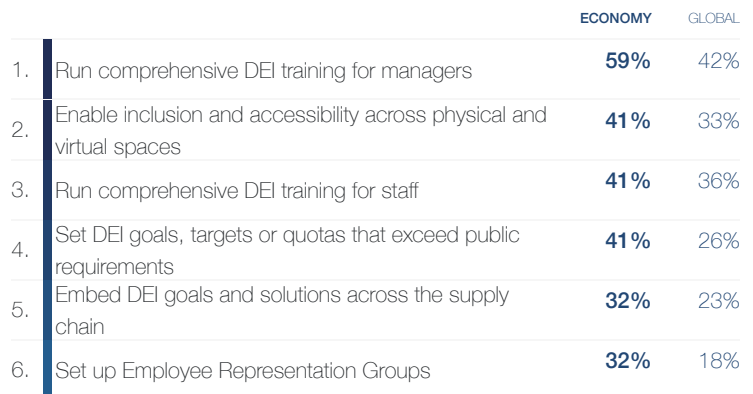 ECONOMY GLOBAL
1. Run comprehensive DEI training for managers 59% 42%
2. Enable inclusion and accessibility across physical and virtual spaces 41% 33%
3. Run comprehensive DEI training for staff 41% 36%
4. Set DEI goals, targets or quotas that exceed public requirements 41% 26%
5. Embed DEI goals and solutions across the supply chain 32% 23%
6. Set up Employee Representation Groups 32% 18%